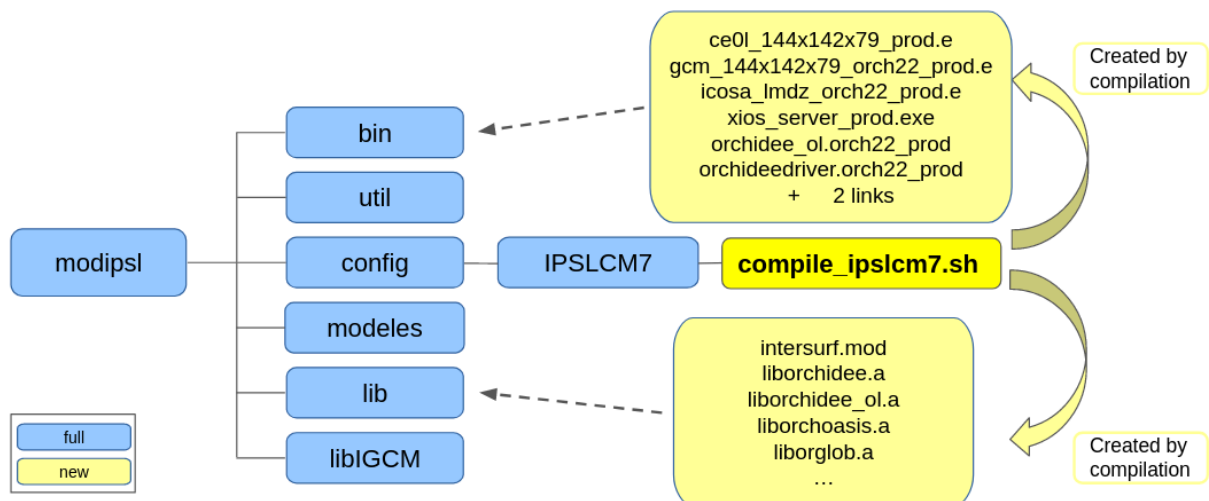 ce0l_144x142x79_prod.e
gcm_144x142x79_orch22_prod.e
icosa_lmdz_orch22_prod.e
xios_server_prod.exe
orchidee_ol.orch22_prod
orchideedriver.orch22_prod
+ 2 links
Created by
compilation
bin
util
modipsl
config
IPSLCM7
compile_ipslcm7.sh
modeles
lib
libIGCM
intersurf.mod
liborchidee.a
liborchidee_ol.a
liborchoasis.a
liborglob.a
...
Created by
compilation
full
new